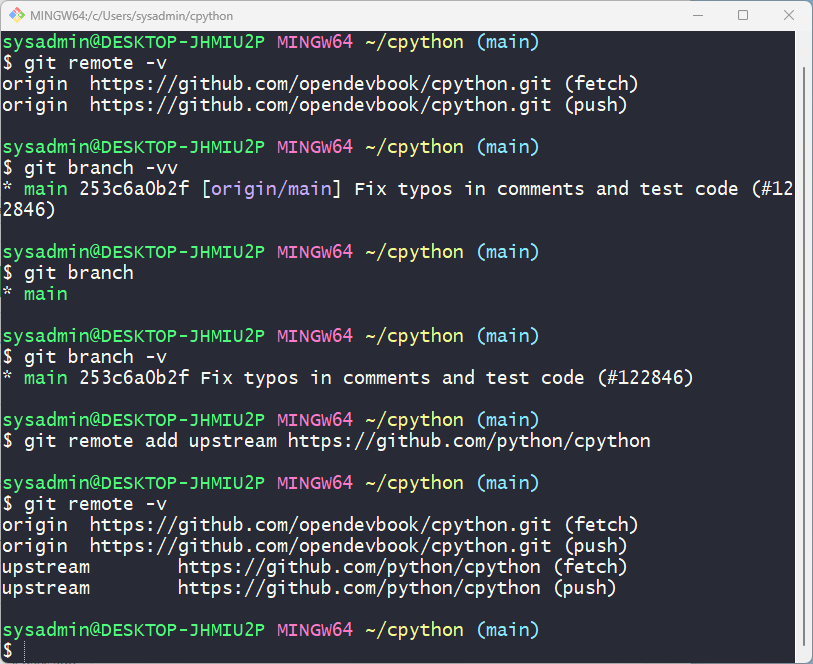 MINGW64:/c/Users/sysadmin/cpython
sysadmin@DESKTOP-JHMIU2P MINGW64 ~/cpython (main)
$ git remote -v
origin  https://github.com/opendevbook/cpython.git (fetch)
origin  https://github.com/opendevbook/cpython.git (push)
sysadmin@DESKTOP-JHMIU2P MINGW64 ~/cpython (main)
$ git branch -vv
* main 253c6a0b2f [origin/main] Fix typos in comments and test code (#12
2846)
sysadmin@DESKTOP-JHMIU2P MINGW64 ~/cpython (main)
$ git branch
* main
sysadmin@DESKTOP-JHMIU2P MINGW64 ~/cpython (main)
$ git branch -v
* main 253c6a0b2f Fix typos in comments and test code (#122846)
sysadmin@DESKTOP-JHMIU2P MINGW64 ~/cpython (main)
$ git remote add upstream https://github.com/python/cpython
sysadmin@DESKTOP-JHMIU2P MINGW64 ~/cpython (main)
$ git remote -v
origin  https://github.com/opendevbook/cpython.git (fetch)
origin  https://github.com/opendevbook/cpython.git (push)
upstream        https://github.com/python/cpython (fetch)
upstream        https://github.com/python/cpython (push)
sysadmin@DESKTOP-JHMIU2P MINGW64 ~/cpython (main)
$